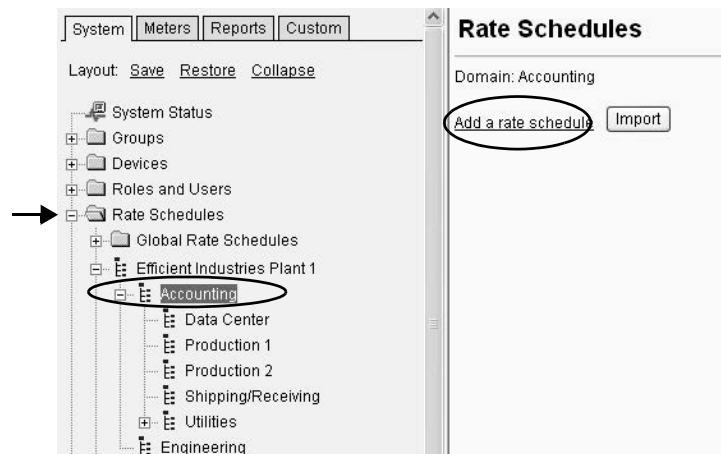 System Meters Reports Custom
Layout: Save Restore Collapse
System Status
Groups
Devices
Roles and Users
Rate Schedules
Global Rate Schedules
Efficient Industries Plant 1
Accounting
Data Center
Production 1
Production 2
Shipping/Receiving
Utilities
Engineering
Rate Schedules
Domain: Accounting
Add a rate schedule Import